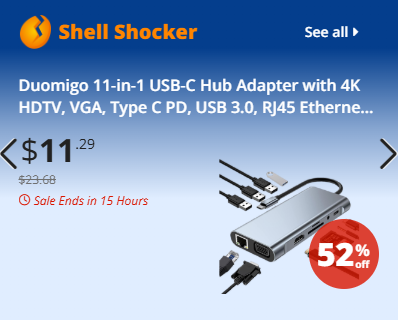 Shell Shocker
See all
Duomigo 11-in-1 USB-C Hub Adapter with 4K
HDTV, VGA, Type C PD, USB 3.0, RJ45 Etherne...
$11.29
$23.68
Sale Ends in 15 Hours
52%
off